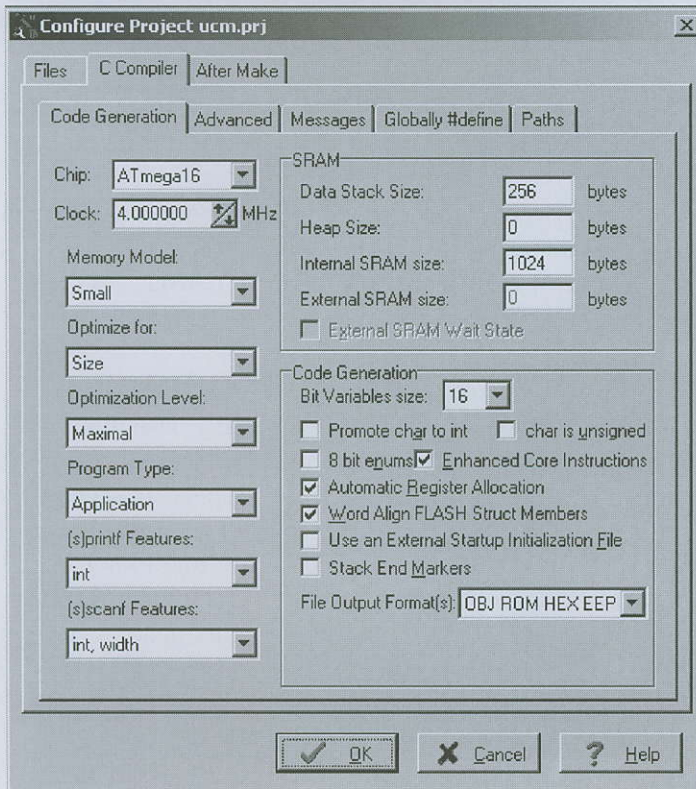 Configure Project ucm.prj
Files
C Compiler
After Make
Code Generation
Advanced
Messages
Globally #define
Paths
Chip: ATmega16
Clock: 4.000000 MHz
Memory Model:
Small
Optimize for:
Size
Optimization Level:
Maximal
Program Type:
Application
(s)printf Features:
int
(s)scanf Features:
int, width
SRAM
Data Stack Size: 256 bytes
Heap Size: 0 bytes
Internal SRAM size: 1024 bytes
External SRAM size: 0 bytes
External SRAM Wait State
Code Generation
Bit Variables size: 16
Promote char to int
char is unsigned
8 bit enums
Enhanced Core Instructions
Automatic Register Allocation
Word Align FLASH Struct Members
Use an External Startup Initialization File
Stack End Markers
File Output Format(s): OBJ ROM HEX EEP
OK
Cancel
Help